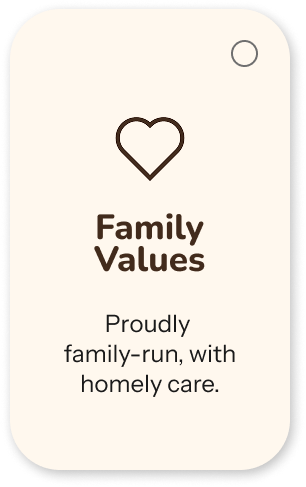 Family
Values
Proudly
family-run, with
homely care.